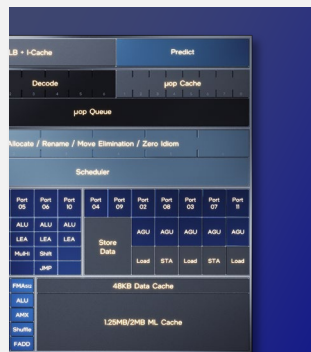 LB + I-Cache
Predict
Decode
μop Cache
μop Queue
Allocate / Rename / Move Elimination / Zero Idiom
Scheduler
Port 05
Port 06
Port 10
Port 04
Port 09
Port 02
Port 08
Port 03
Port 07
Port 11
ALU
ALU
ALU
LEA
LEA
LEA
MulHi
Shift
JMP
Store
Data
AGU
AGU
AGU
AGU
AGU
Load
STA
Load
STA
Load
FMA512
ALU
AMX
Shuffle
FADD
48KB Data Cache
1.25MB/2MB ML Cache